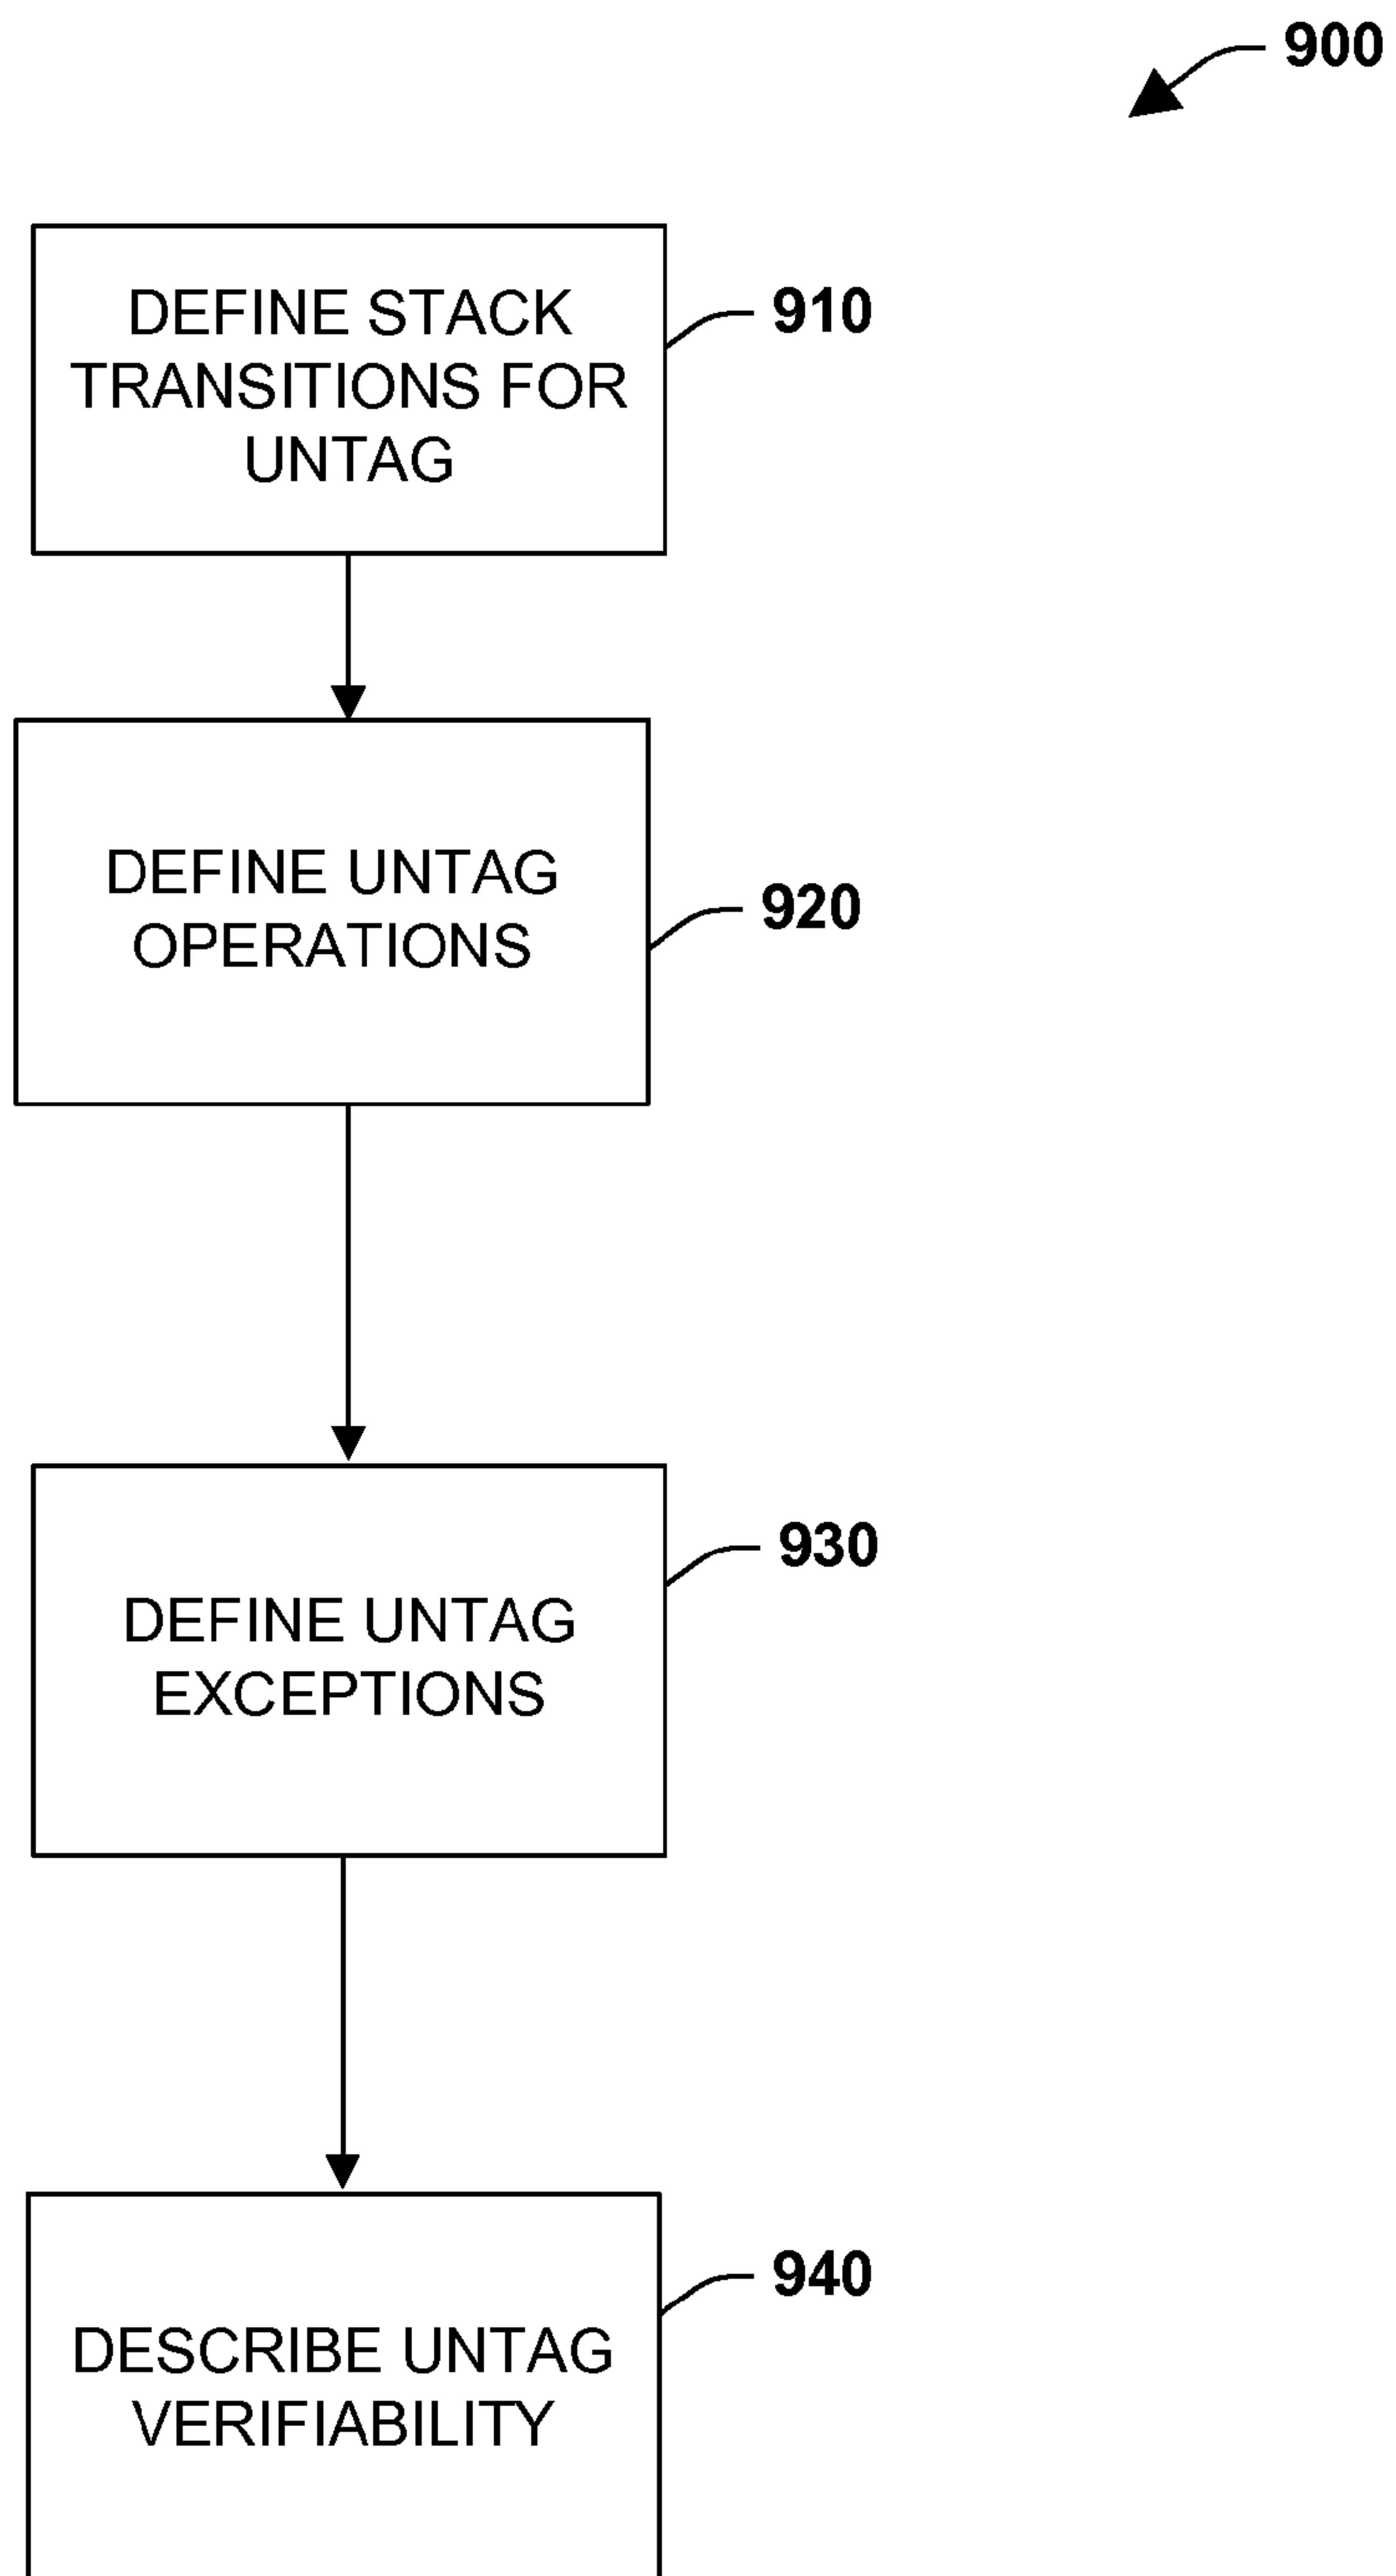 900
DEFINE STACK
TRANSITIONS FOR
UNTAG
910
DEFINE UNTAG
OPERATIONS
920
DEFINE UNTAG
EXCEPTIONS
930
DESCRIBE UNTAG
VERIFIABILITY
940